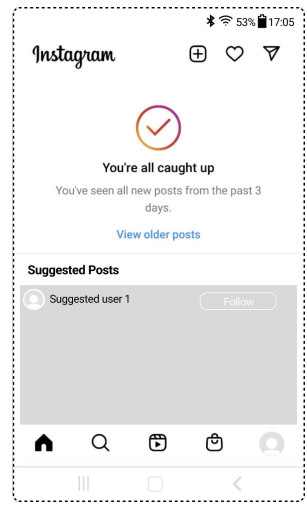 53% 17:05
Instagram
You're all caught up
You've seen all new posts from the past 3
days.
View older posts
Suggested Posts
Suggested user 1 Follow